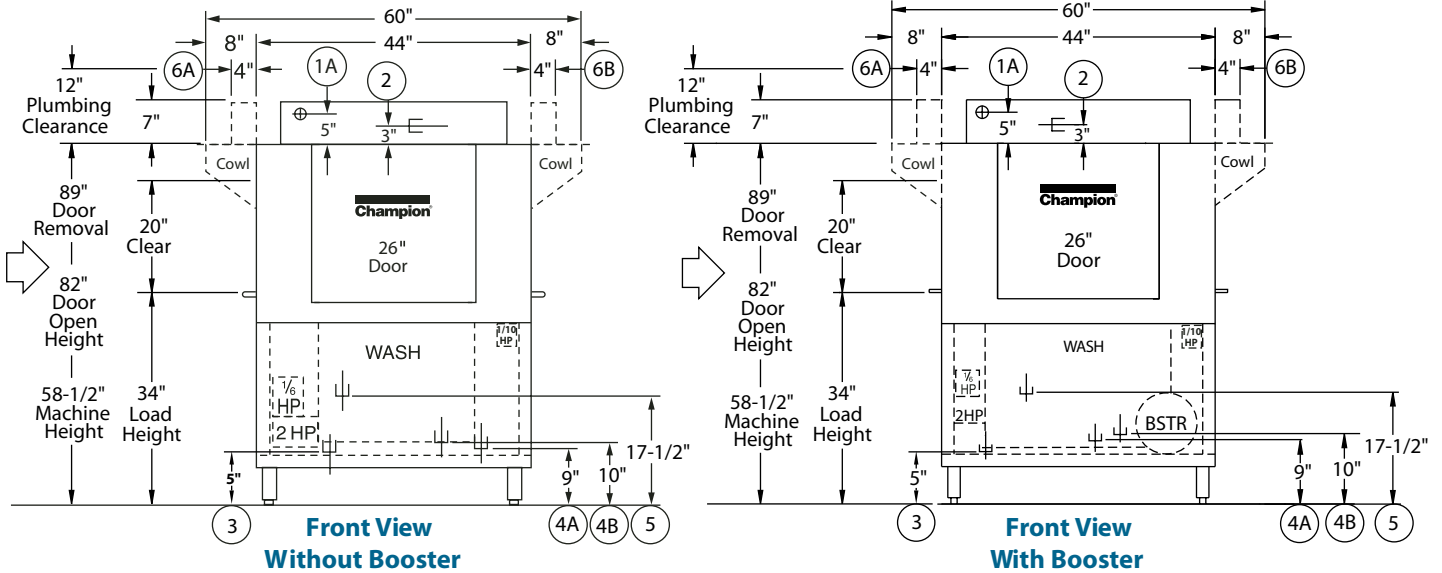 60"
8" 44" 8"
6A 4" 1A 2 4" 6B
12"
Plumbing
Clearance
7"
5"
3"
Cowl
Cowl
89"
Door
Removal
20"
Clear
Champion
26"
Door
82"
Door
Open
Height
1/10
HP
WASH
58-1/2"
Machine
Height
34"
Load
Height
1/6
HP
2 HP
17-1/2"
5"
9"
10"
3
4A
4B
5
Front View
Without Booster
60"
8" 44" 8"
6A 4" 1A 2 4" 6B
12"
Plumbing
Clearance
7"
5"
3"
Cowl
Cowl
89"
Door
Removal
20"
Clear
Champion
26"
Door
82"
Door
Open
Height
1/10
HP
WASH
58-1/2"
Machine
Height
34"
Load
Height
1/6
HP
2HP
BSTR
17-1/2"
5"
9"
10"
3
4A
4B
5
Front View
With Booster